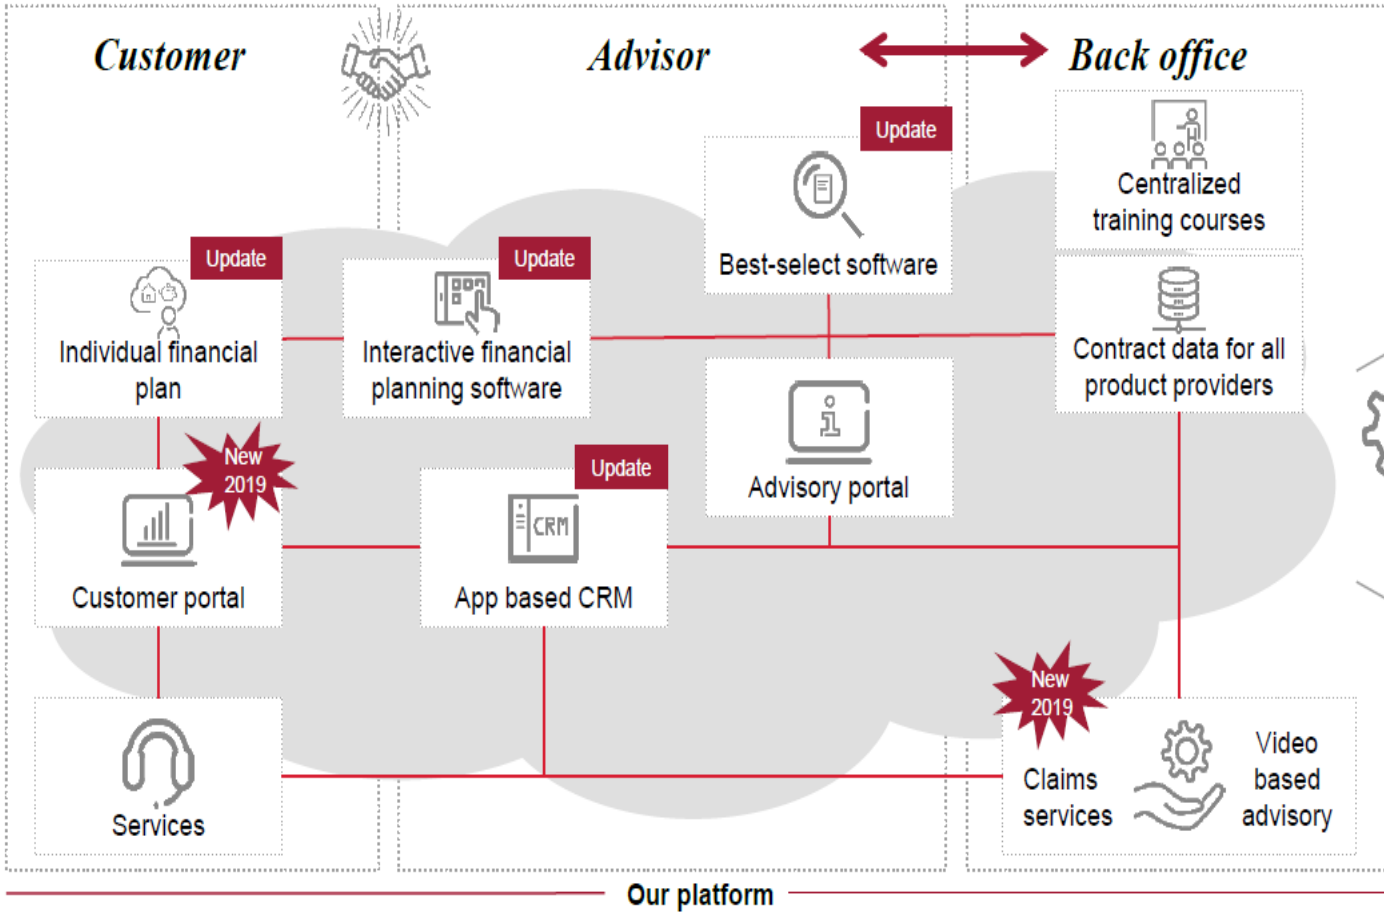 Customer
Advisor
Back office
Update
Centralized
training courses
Best-select software
Update
Individual financial
plan
Update
Interactive financial
planning software
Contract data for all
product providers
i
Advisory portal
New
2019
Customer portal
Update
CRM
App based CRM
Services
New
2019
Claims
services
Video
based
advisory
Our platform